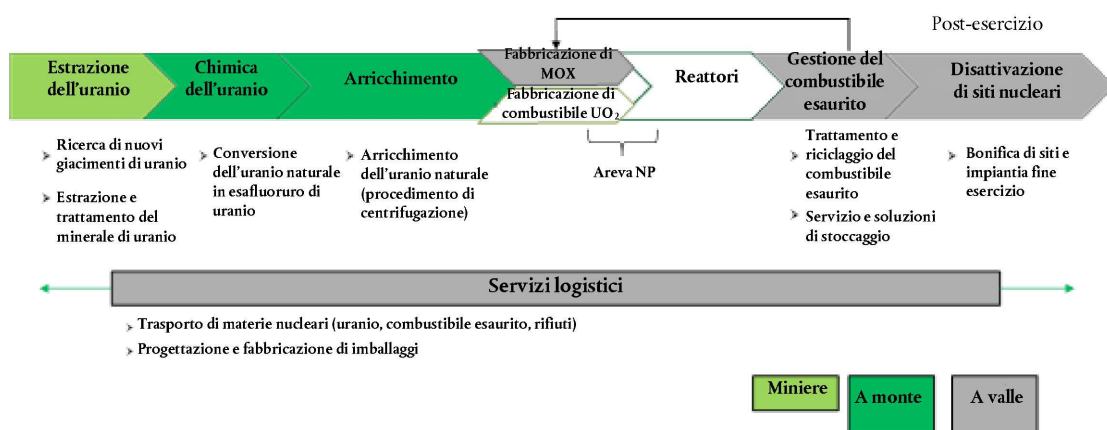 Post-esercizio
Estrazione
dell'uranio
Chimica
dell'uranio
Arricchimento
Fabbricazione di
MOX
Fabbricazione di
combustibile UO₂
Reattori
Gestione del
combustibile
esaurito
Disattivazione
di siti nucleari
Ricerca di nuovi
giacimenti di uranio
Estrazione e
trattamento del
minerale di uranio
Conversione
dell'uranio naturale
in esafluoruro di
uranio
Arricchimento
dell'uranio naturale
(procedimento di
centrifugazione)
Areva NP
Trattamento e
riciclaggio del
combustibile
esaurito
Servizio e soluzioni
di stoccaggio
Bonifica di siti e
impiantia fine
esercizio
Servizi logistici
Trasporto di materie nucleari (uranio, combustibile esaurito, rifiuti)
Progettazione e fabbricazione di imballaggi
Miniere
A monte
A valle